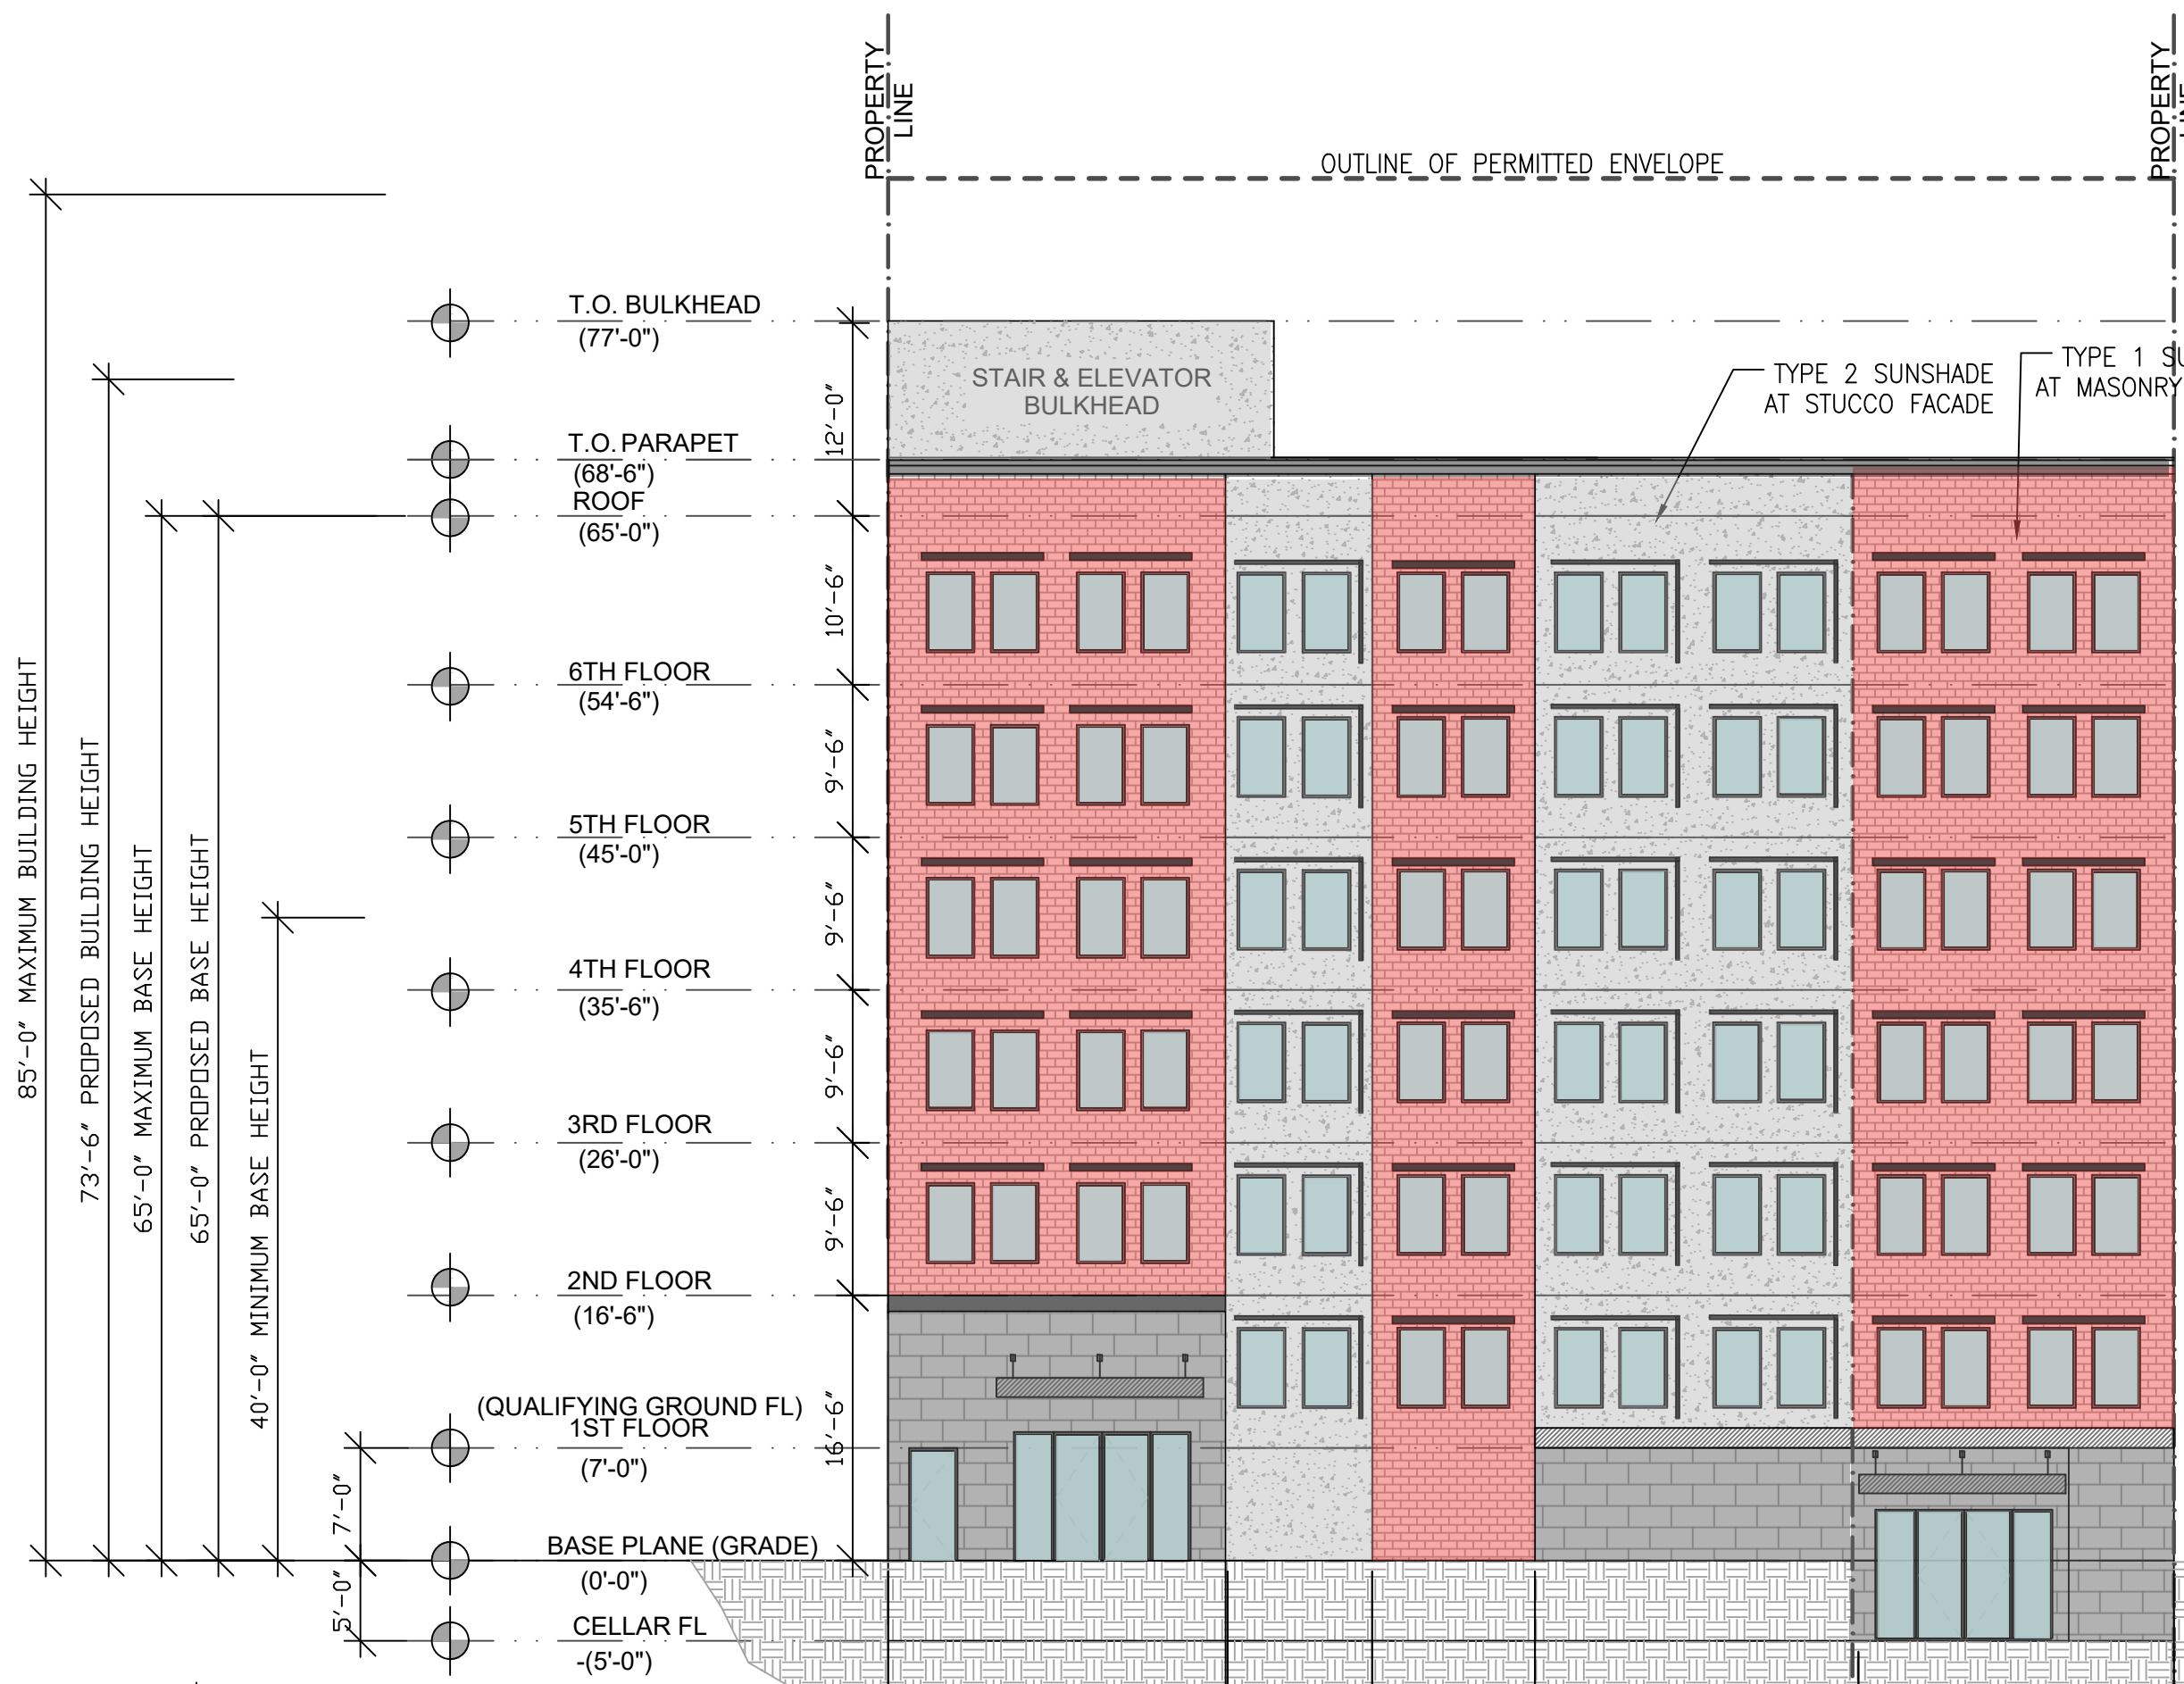 PROPERTY
LINE
PROPERTY
OUTLINE OF PERMITTED ENVELOPE
T.O. BULKHEAD
(77'-0")
STAIR & ELEVATOR
BULKHEAD
TYPE 2 SUNSHADE
AT STUCCO FACADE
TYPE 1
AT MASONRY
T.O. PARAPET
(68'-6")
ROOF
(65'-0")
6TH FLOOR
(54'-6")
5TH FLOOR
(45'-0")
4TH FLOOR
(35'-6")
3RD FLOOR
(26'-0")
2ND FLOOR
(16'-6")
(QUALIFYING GROUND FL)
1ST FLOOR
(7'-0")
BASE PLANE (GRADE)
(0'-0")
CELLAR FL
-(5'-0")
85'-0" MAXIMUM BUILDING HEIGHT
73'-6" PROPOSED BUILDING HEIGHT
65'-0" MAXIMUM BASE HEIGHT
65'-0" PROPOSED BASE HEIGHT
40'-0" MINIMUM BASE HEIGHT
7'-0"
5'-0"
12'-0"
10'-6"
9'-6"
9'-6"
9'-6"
9'-6"
16'-6"